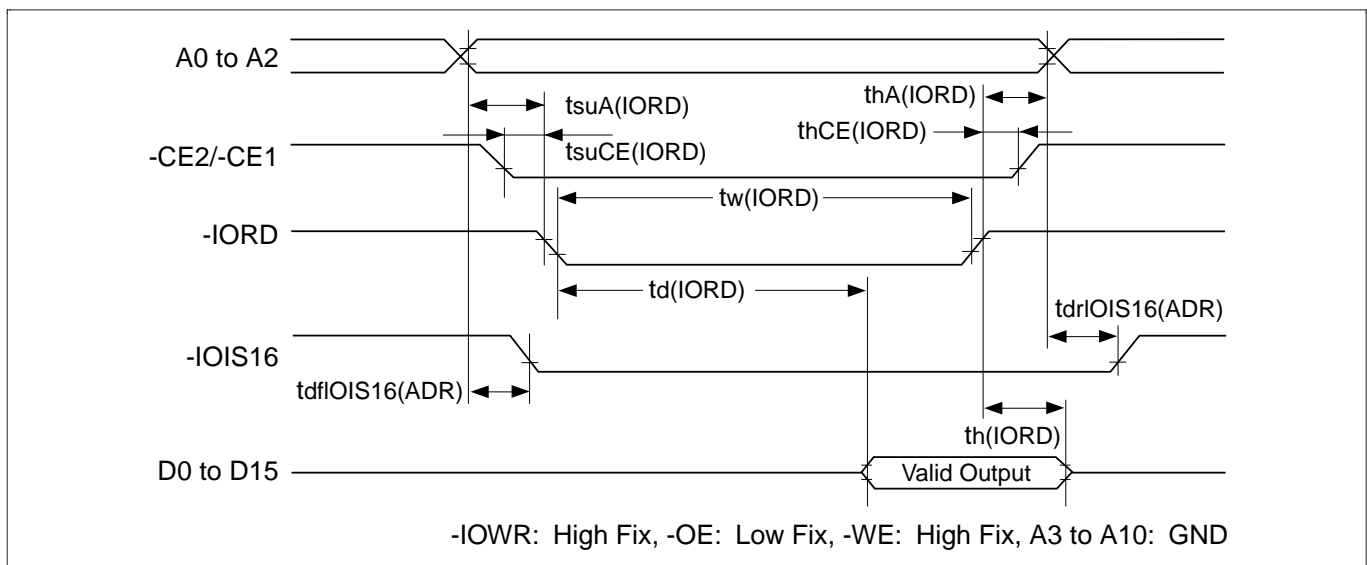 A0 to A2
tsuA(IORD)
thA(IORD)
thCE(IORD)
-CE2/-CE1
tsuCE(IORD)
tw(IORD)
-IORD
td(IORD)
tdrIOIS16(ADR)
-IOIS16
tdfIOIS16(ADR)
th(IORD)
D0 to D15
Valid Output
-IOWR: High Fix, -OE: Low Fix, -WE: High Fix, A3 to A10: GND